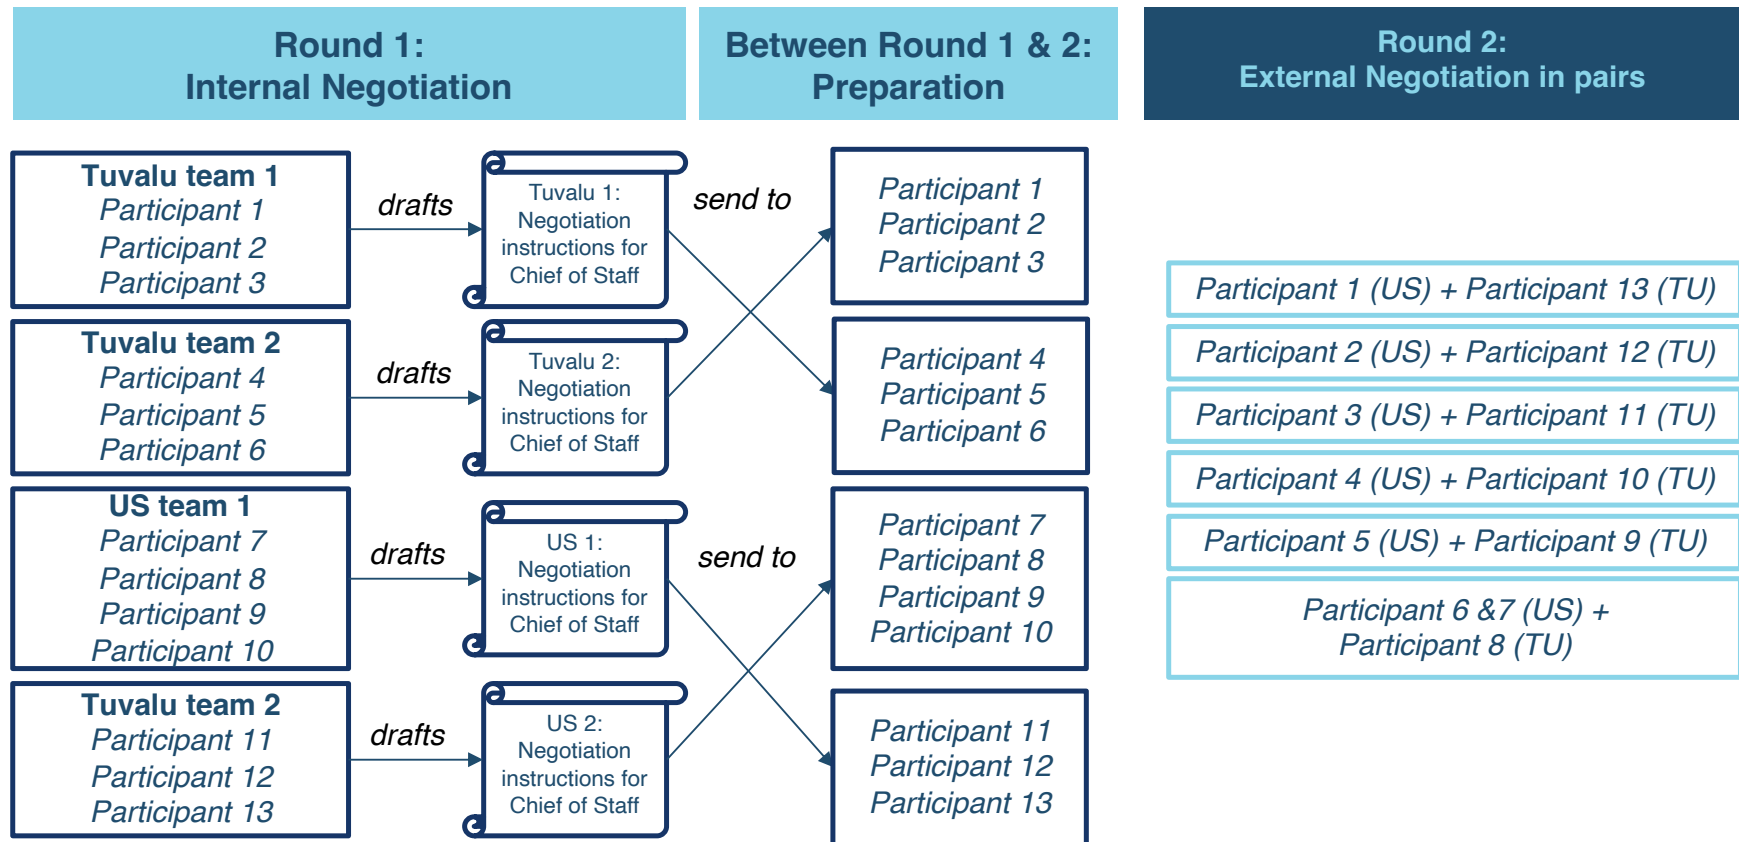 Round 1:
Internal Negotiation
Between Round 1 & 2:
Preparation
Round 2:
External Negotiation in pairs
Tuvalu team 1
Participant 1
Participant 2
Participant 3
drafts
Tuvalu 1:
Negotiation
instructions for
Chief of Staff
send to
Participant 1
Participant 2
Participant 3
Tuvalu team 2
Participant 4
Participant 5
Participant 6
drafts
Tuvalu 2:
Negotiation
instructions for
Chief of Staff
Participant 4
Participant 5
Participant 6
US team 1
Participant 7
Participant 8
Participant 9
Participant 10
drafts
US 1:
Negotiation
instructions for
Chief of Staff
send to
Participant 7
Participant 8
Participant 9
Participant 10
Tuvalu team 2
Participant 11
Participant 12
Participant 13
drafts
US 2:
Negotiation
instructions for
Chief of Staff
Participant 11
Participant 12
Participant 13
Participant 1 (US) + Participant 13 (TU)
Participant 2 (US) + Participant 12 (TU)
Participant 3 (US) + Participant 11 (TU)
Participant 4 (US) + Participant 10 (TU)
Participant 5 (US) + Participant 9 (TU)
Participant 6 &7 (US) +
Participant 8 (TU)